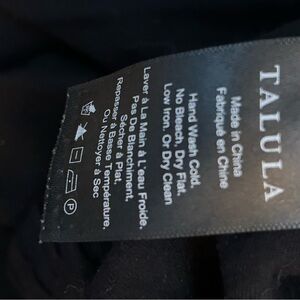 TALULA
Made in China
Fabriqué en Chine
Hand Wash Cold.
No Bleach, Dry Flat.
Low Iron. Or Dry Clean
Laver à La Main à L'eau Froide.
Pas De Blanchiment.
Sécher à Plat,
Repasser à Basse Température,
Ou Nettoyer à Sec
P